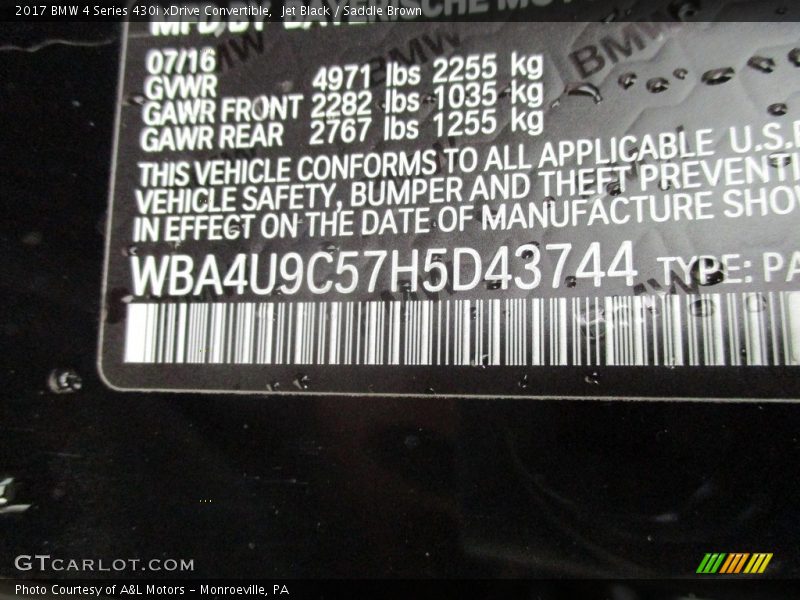 2017 BMW 4 Series 430i xDrive Convertible,  Jet Black / Saddle Brown
07/16
GVWR 4971 lbs 2255 kg
GAWR FRONT 2282 lbs 1035 kg
GAWR REAR 2767 lbs 1255 kg
THIS VEHICLE CONFORMS TO ALL APPLICABLE U.S.
VEHICLE SAFETY, BUMPER AND THEFT PREVENTI
IN EFFECT ON THE DATE OF MANUFACTURE SHO
WBA4U9C57H5D43744 TYPE: PA
BMW
GTCARLOT.COM
Photo Courtesy of A&L Motors – Monroeville, PA